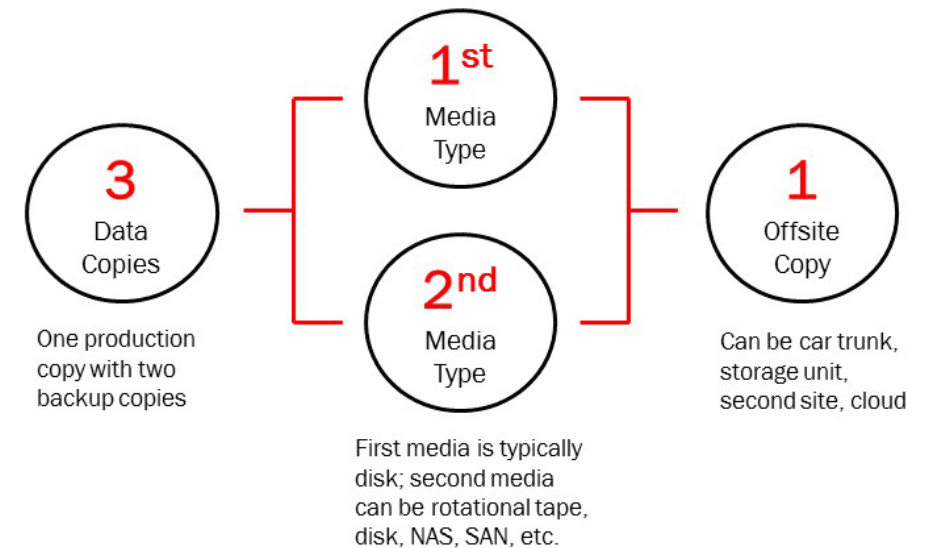 3
Data
Copies
One production
copy with two
backup copies
1st
Media
Type
2nd
Media
Type
First media is typically
disk; second media
can be rotational tape,
disk, NAS, SAN, etc.
1
Offsite
Copy
Can be car trunk,
storage unit,
second site, cloud